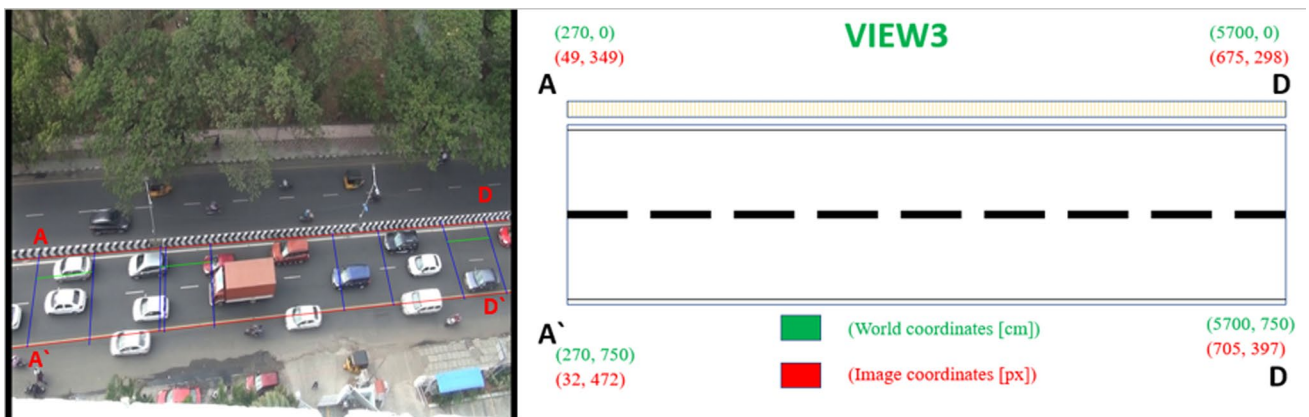 A
D
A`
D`
VIEW3
(270, 0)
(49, 349)
A
(5700, 0)
(675, 298)
D
A`
(270, 750)
(32, 472)
(World coordinates [cm])
(Image coordinates [px])
(5700, 750)
(705, 397)
D